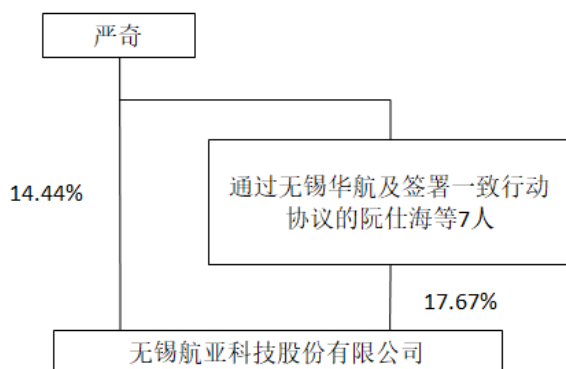 严奇
14.44%
通过无锡华航及签署一致行动
协议的阮仕海等7人
17.67%
无锡航亚科技股份有限公司